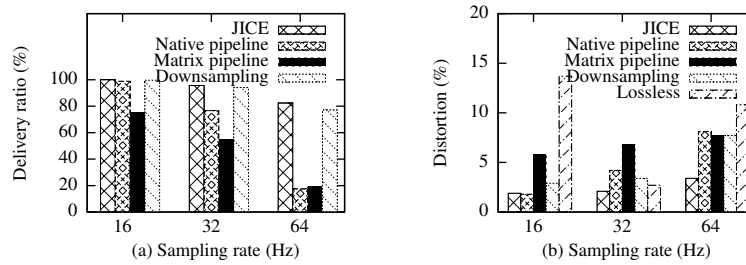 JICE
Native pipeline
Matrix pipeline
Downsampling
Delivery ratio (%)
100
80
60
40
20
0
16
32
64
(a) Sampling rate (Hz)
JICE
Native pipeline
Matrix pipeline
Downsampling
Lossless
Distortion (%)
20
15
10
5
0
16
32
64
(b) Sampling rate (Hz)